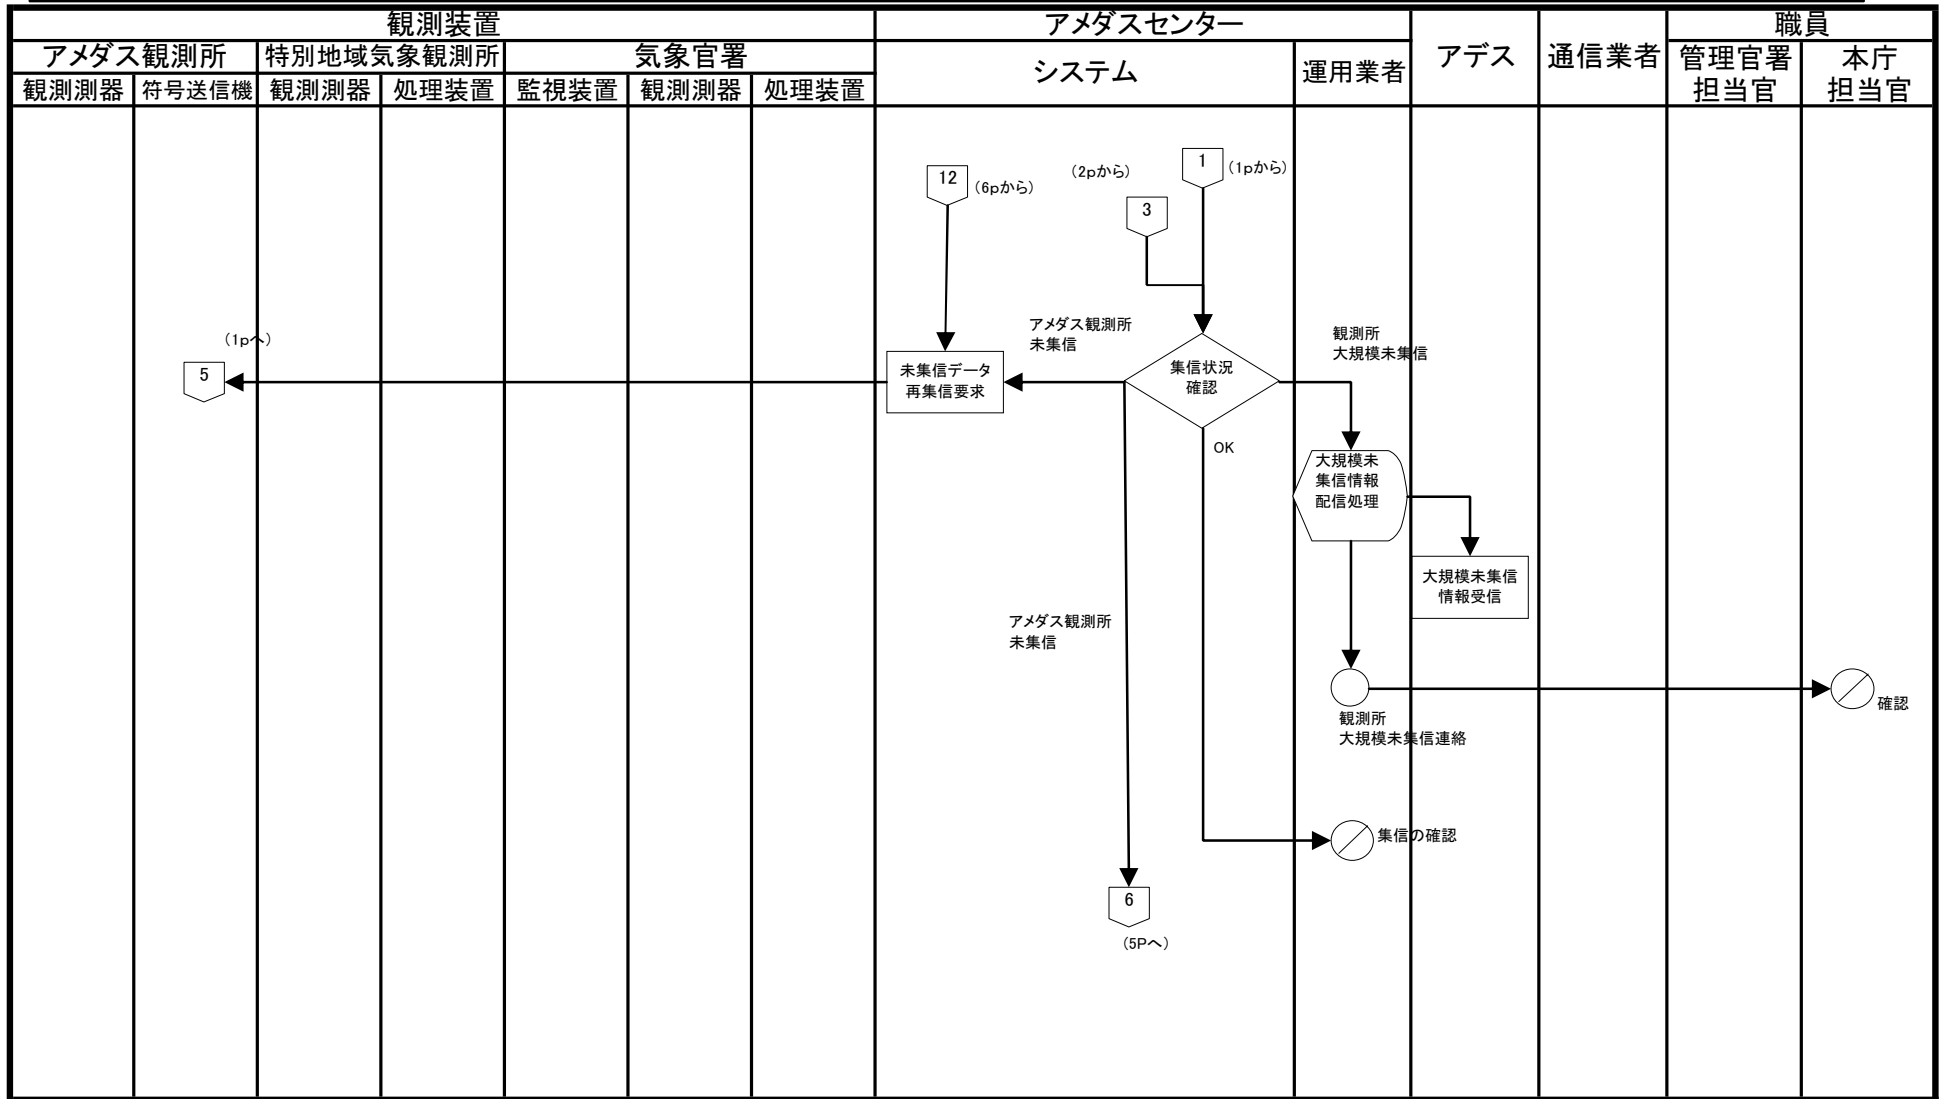 観測装置
アメダスセンター
職員
アメダス観測所
特別地域気象観測所
気象官署
システム
運用業者
アデス
通信業者
管理官署
担当官
本庁
担当官
観測測器
符号送信機
観測測器
処理装置
監視装置
観測測器
処理装置
12
(6pから)
(2pから)
1
(1pから)
3
(1pへ)
5
アメダス観測所
未集信
観測所
大規模未集信
未集信データ
再集信要求
集信状況
確認
OK
大規模未
集信情報
配信処理
大規模未集信
情報受信
アメダス観測所
未集信
観測所
大規模未集信連絡
確認
集信の確認
6
(5Pへ)